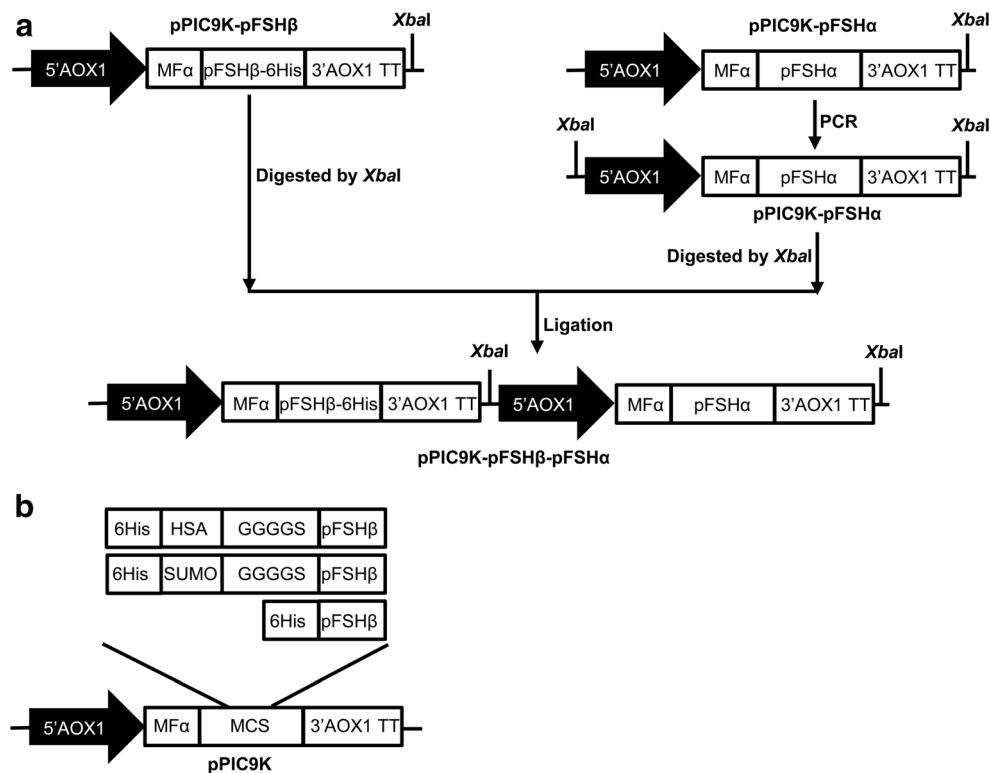 a
pPIC9K-pFSHβ
XbaI
5'AOX1 MFα pFSHβ-6His 3'AOX1 TT
pPIC9K-pFSHα
XbaI
5'AOX1 MFα pFSHα 3'AOX1 TT
PCR
XbaI XbaI
5'AOX1 MFα pFSHα 3'AOX1 TT
pPIC9K-pFSHα
Digested by XbaI
Digested by XbaI
Ligation
XbaI XbaI
5'AOX1 MFα pFSHβ-6His 3'AOX1 TT 5'AOX1 MFα pFSHα 3'AOX1 TT
pPIC9K-pFSHβ-pFSHα
b
6His HSA GGGGS pFSHβ
6His SUMO GGGGS pFSHβ
6His pFSHβ
5'AOX1 MFα MCS 3'AOX1 TT
pPIC9K